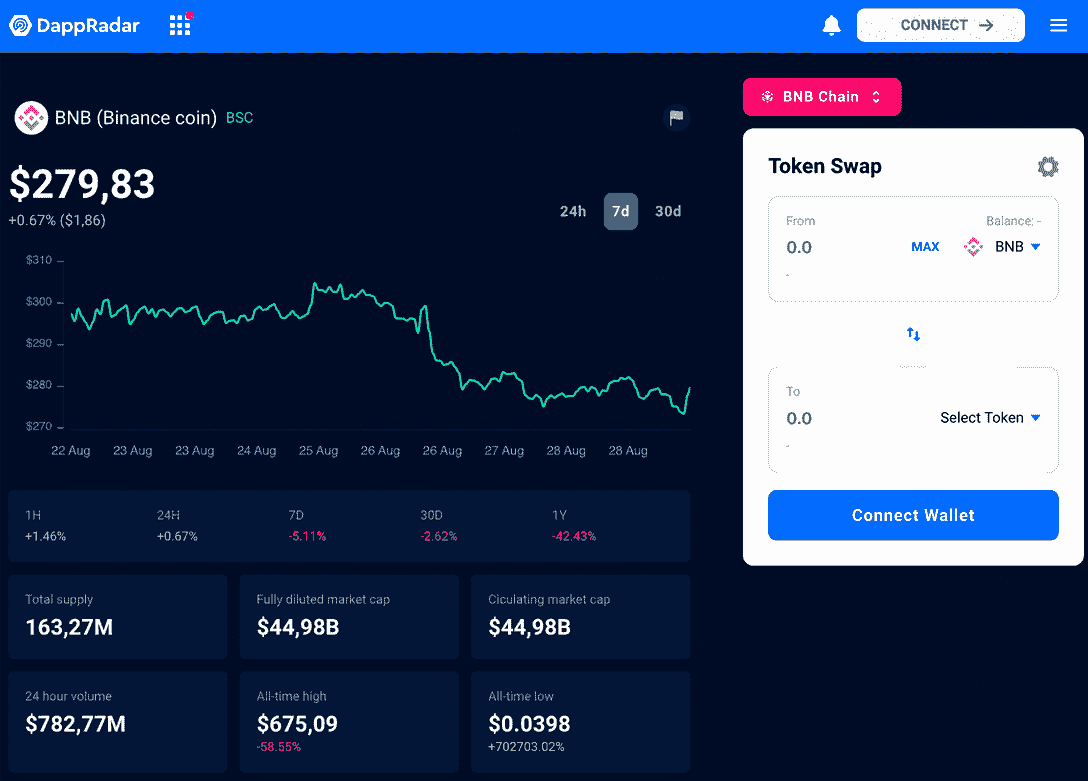 DappRadar
CONNECT →
BNB (Binance coin) BSC
$279,83
+0.67% ($1,86)
24h 7d 30d
$310
$300
$290
$280
$270
22 Aug 23 Aug 23 Aug 24 Aug 25 Aug 26 Aug 26 Aug 27 Aug 28 Aug 28 Aug
1H 24H 7D 30D 1Y
+1.46% +0.67% -5.11% -2.62% -42.43%
Total supply
163,27M
Fully diluted market cap
$44,98B
Ciculating market cap
$44,98B
24 hour volume
$782,77M
All-time high
$675,09
-58.55%
All-time low
$0.0398
+702703.02%
BNB Chain
Token Swap
From Balance: -
0.0 MAX BNB
-
To
0.0 Select Token
-
Connect Wallet